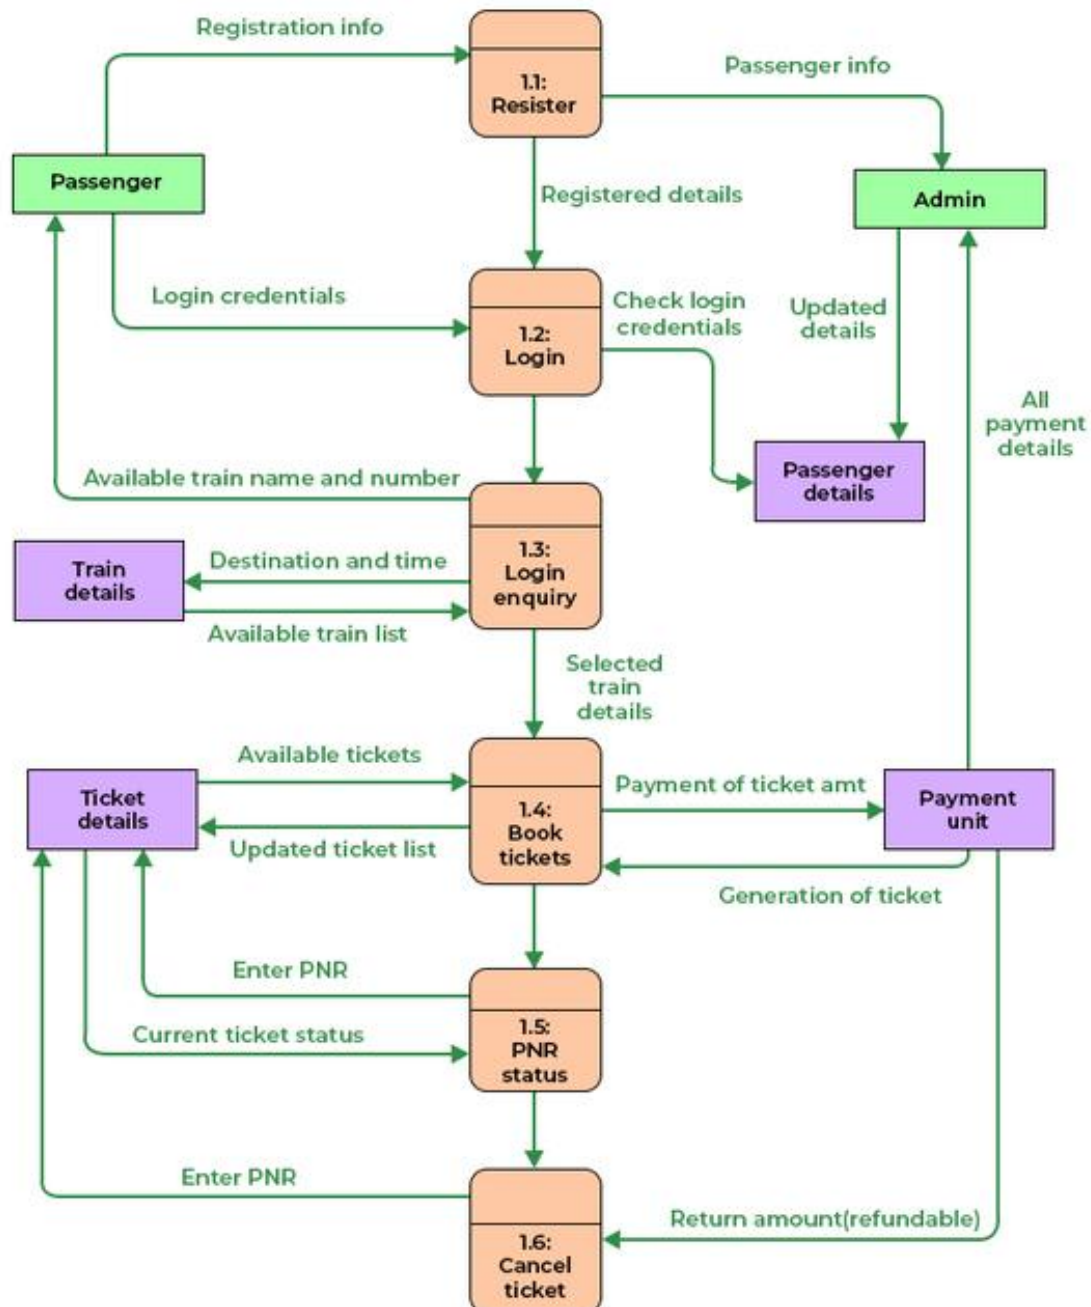 Registration info
1.1:
Resister
Passenger info
Passenger
Registered details
Admin
Login credentials
1.2:
Login
Check login
credentials
Updated
details
All
payment
details
Available train name and number
Passenger
details
Train
details
Destination and time
1.3:
Login
enquiry
Available train list
Selected
train
details
Available tickets
Ticket
details
Updated ticket list
1.4:
Book
tickets
Payment of ticket amt
Payment
unit
Generation of ticket
Enter PNR
Current ticket status
1.5:
PNR
status
Enter PNR
Return amount(refundable)
1.6:
Cancel
ticket